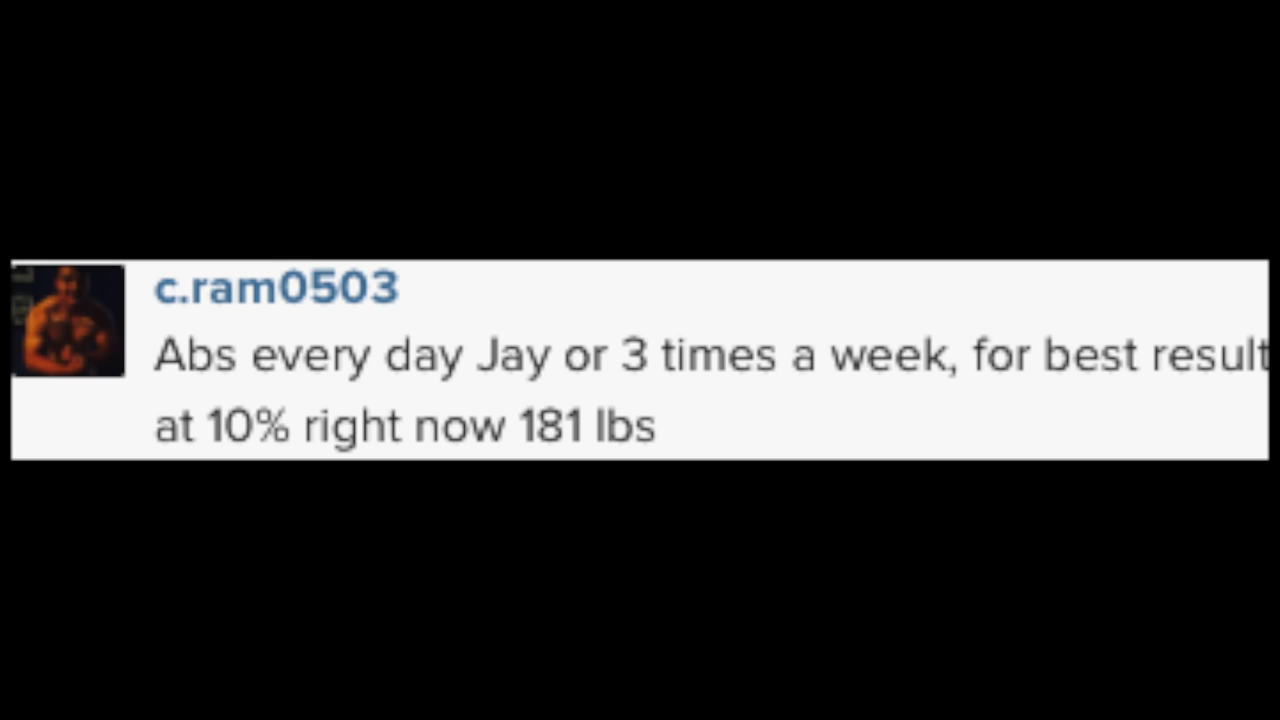 c.ram0503
Abs every day Jay or 3 times a week, for best result
at 10% right now 181 lbs